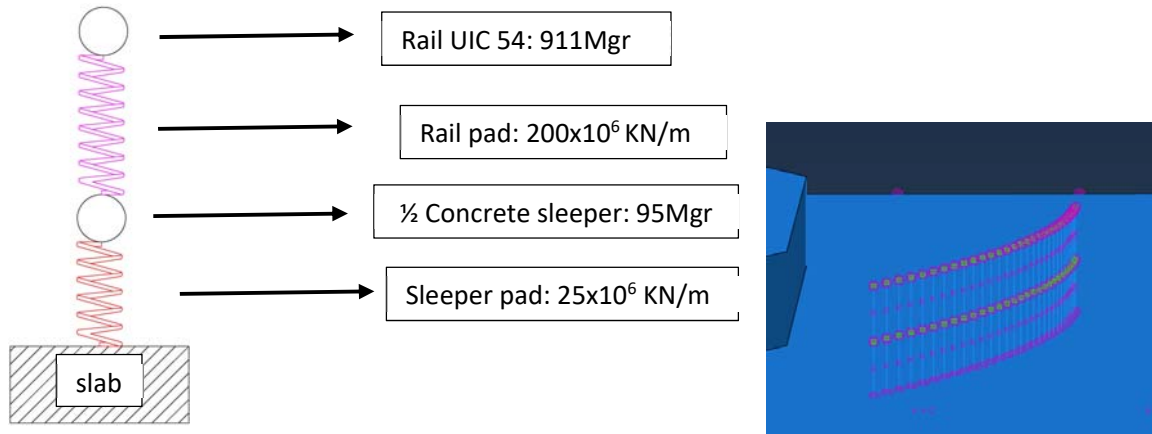 Rail UIC 54: 911Mgr
Rail pad: 200x10⁶ KN/m
½ Concrete sleeper: 95Mgr
Sleeper pad: 25x10⁶ KN/m
slab